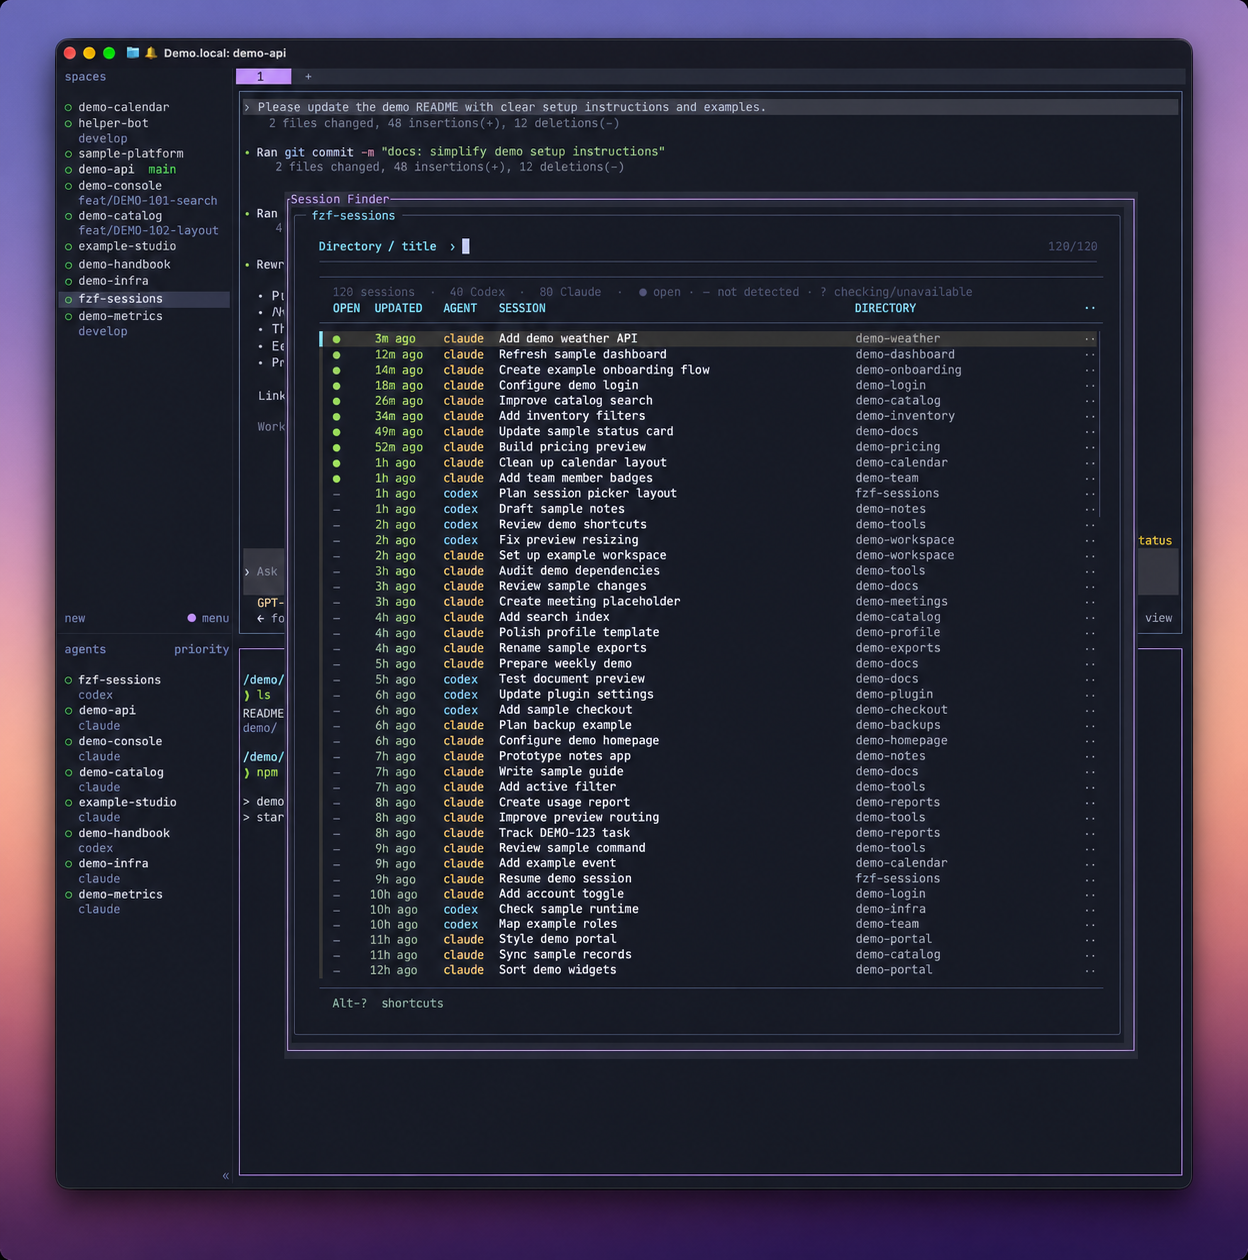 Demo.local: demo-api
spaces
1 +
demo-calendar
helper-bot
develop
sample-platform
demo-api main
demo-console
feat/DEMO-101-search
demo-catalog
feat/DEMO-102-layout
example-studio
demo-handbook
demo-infra
fzf-sessions
demo-metrics
develop
new ● menu
agents priority
fzf-sessions
codex
demo-api
claude
demo-console
claude
demo-catalog
claude
example-studio
claude
demo-handbook
codex
demo-infra
claude
demo-metrics
claude
«
› Please update the demo README with clear setup instructions and examples.
2 files changed, 48 insertions(+), 12 deletions(-)
• Ran git commit -m "docs: simplify demo setup instructions"
2 files changed, 48 insertions(+), 12 deletions(-)
• Ran
4
• Rewr
• Pu
• Th
• Ee
• Pr
Link
Work
tatus
› Ask
GPT-
← fo
view
/demo/
❯ ls
README
demo/
/demo/
❯ npm
> demo
> star
Session Finder
fzf-sessions
Directory / title › 120/120
120 sessions · 40 Codex · 80 Claude · ● open · – not detected · ? checking/unavailable
OPEN UPDATED AGENT SESSION DIRECTORY ··
● 3m ago claude Add demo weather API demo-weather ··
● 12m ago claude Refresh sample dashboard demo-dashboard ··
● 14m ago claude Create example onboarding flow demo-onboarding ··
● 18m ago claude Configure demo login demo-login ··
● 26m ago claude Improve catalog search demo-catalog ··
● 34m ago claude Add inventory filters demo-inventory ··
● 49m ago claude Update sample status card demo-docs ··
● 52m ago claude Build pricing preview demo-pricing ··
● 1h ago claude Clean up calendar layout demo-calendar ··
● 1h ago claude Add team member badges demo-team ··
– 1h ago codex Plan session picker layout fzf-sessions ··
– 1h ago codex Draft sample notes demo-notes ··
– 2h ago codex Review demo shortcuts demo-tools ··
– 2h ago codex Fix preview resizing demo-workspace ··
– 2h ago claude Set up example workspace demo-workspace ··
– 3h ago claude Audit demo dependencies demo-tools ··
– 3h ago claude Review sample changes demo-docs ··
– 3h ago claude Create meeting placeholder demo-meetings ··
– 4h ago claude Add search index demo-catalog ··
– 4h ago claude Polish profile template demo-profile ··
– 4h ago claude Rename sample exports demo-exports ··
– 5h ago claude Prepare weekly demo demo-docs ··
– 5h ago codex Test document preview demo-docs ··
– 6h ago codex Update plugin settings demo-plugin ··
– 6h ago codex Add sample checkout demo-checkout ··
– 6h ago claude Plan backup example demo-backups ··
– 6h ago claude Configure demo homepage demo-homepage ··
– 7h ago claude Prototype notes app demo-notes ··
– 7h ago claude Write sample guide demo-docs ··
– 7h ago claude Add active filter demo-tools ··
– 8h ago claude Create usage report demo-reports ··
– 8h ago claude Improve preview routing demo-tools ··
– 8h ago claude Track DEMO-123 task demo-reports ··
– 9h ago claude Review sample command demo-tools ··
– 9h ago claude Add example event demo-calendar ··
– 9h ago claude Resume demo session fzf-sessions ··
– 10h ago claude Add account toggle demo-login ··
– 10h ago codex Check sample runtime demo-infra ··
– 10h ago codex Map example roles demo-team ··
– 11h ago claude Style demo portal demo-portal ··
– 11h ago claude Sync sample records demo-catalog ··
– 12h ago claude Sort demo widgets demo-portal ··
Alt-? shortcuts